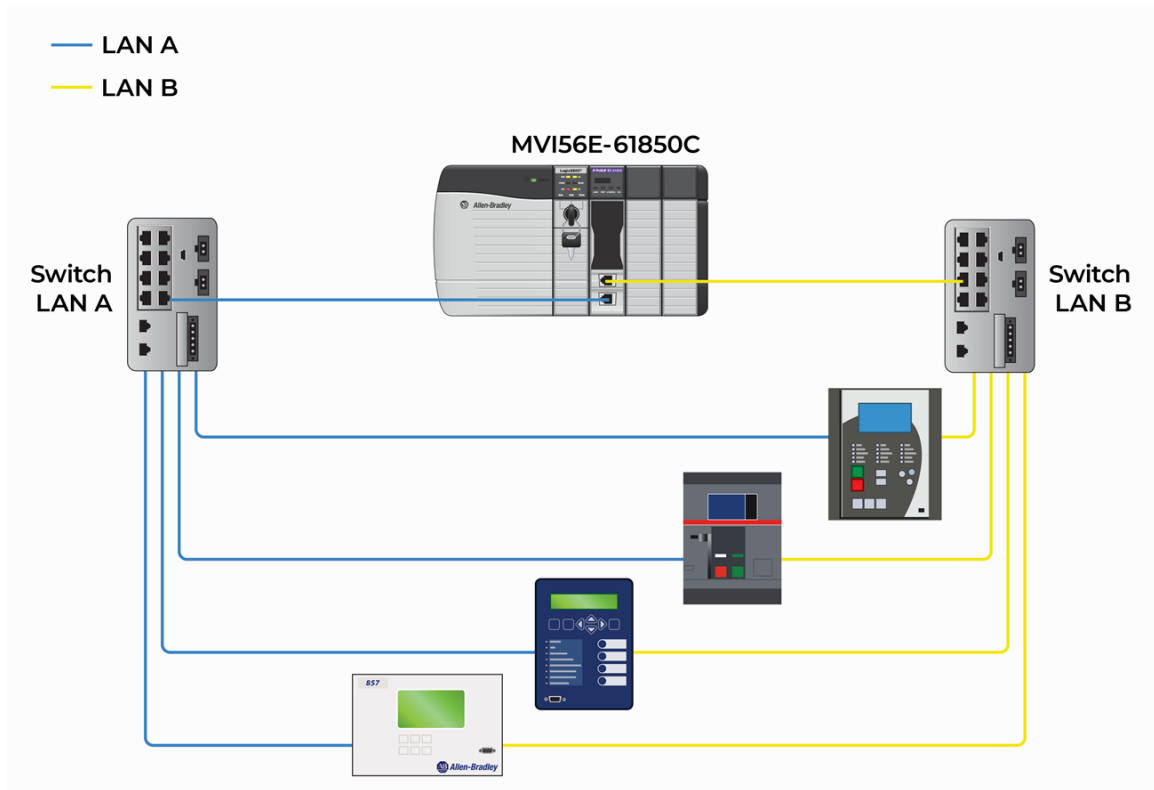 LAN A
LAN B
MVI56E-61850C
Allen-Bradley
Switch
LAN A
Switch
LAN B
857
Allen-Bradley